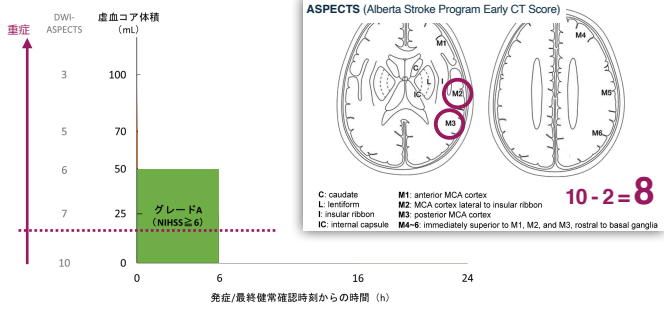 重症
DWI-
ASPECTS
虚血コア体積
(mL)
3
5
6
7
10
100
70
50
25
0
グレードA
(NIHSS≧6)
0
6
16
24
発症/最終健常確認時刻からの時間（h）
ASPECTS (Alberta Stroke Program Early CT Score)
M1
C
I
L
IC
M2
M3
M4
M5
M6
C: caudate
L: lentiform
I: insular ribbon
IC: internal capsule
M1: anterior MCA cortex
M2: MCA cortex lateral to insular ribbon
M3: posterior MCA cortex
M4~6: immediately superior to M1, M2, and M3, rostral to basal ganglia
10 - 2 = 8